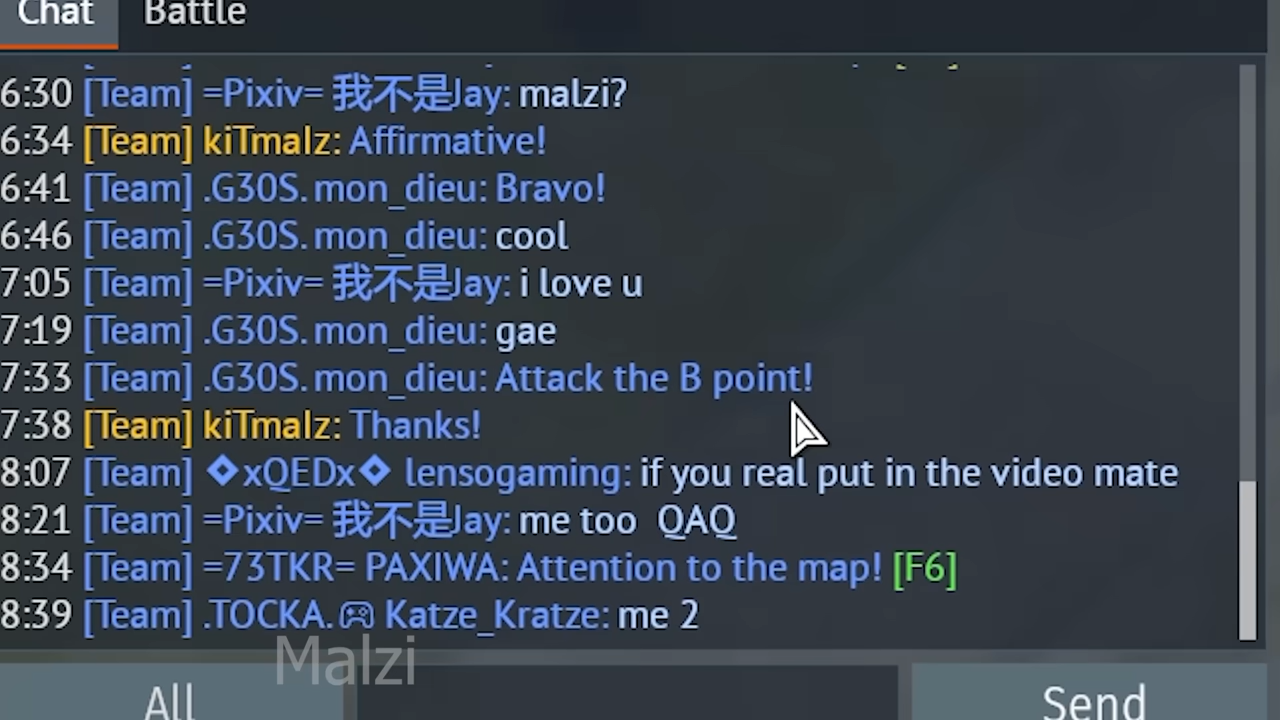 Chat Battle
6:30 [Team] =Pixiv= 我不是Jay: malzi?
6:34 [Team] kiTmalz: Affirmative!
6:41 [Team] .G30S. mon_dieu: Bravo!
6:46 [Team] .G30S. mon_dieu: cool
7:05 [Team] =Pixiv= 我不是Jay: i love u
7:19 [Team] .G30S. mon_dieu: gae
7:33 [Team] .G30S. mon_dieu: Attack the B point!
7:38 [Team] kiTmalz: Thanks!
8:07 [Team] xQEDx lensogaming: if you real put in the video mate
8:21 [Team] =Pixiv= 我不是Jay: me too QAQ
8:34 [Team] =73TKR= PAXIWA: Attention to the map! [F6]
8:39 [Team] .TOCKA. Katze_Kratze: me 2
Malzi
All Send